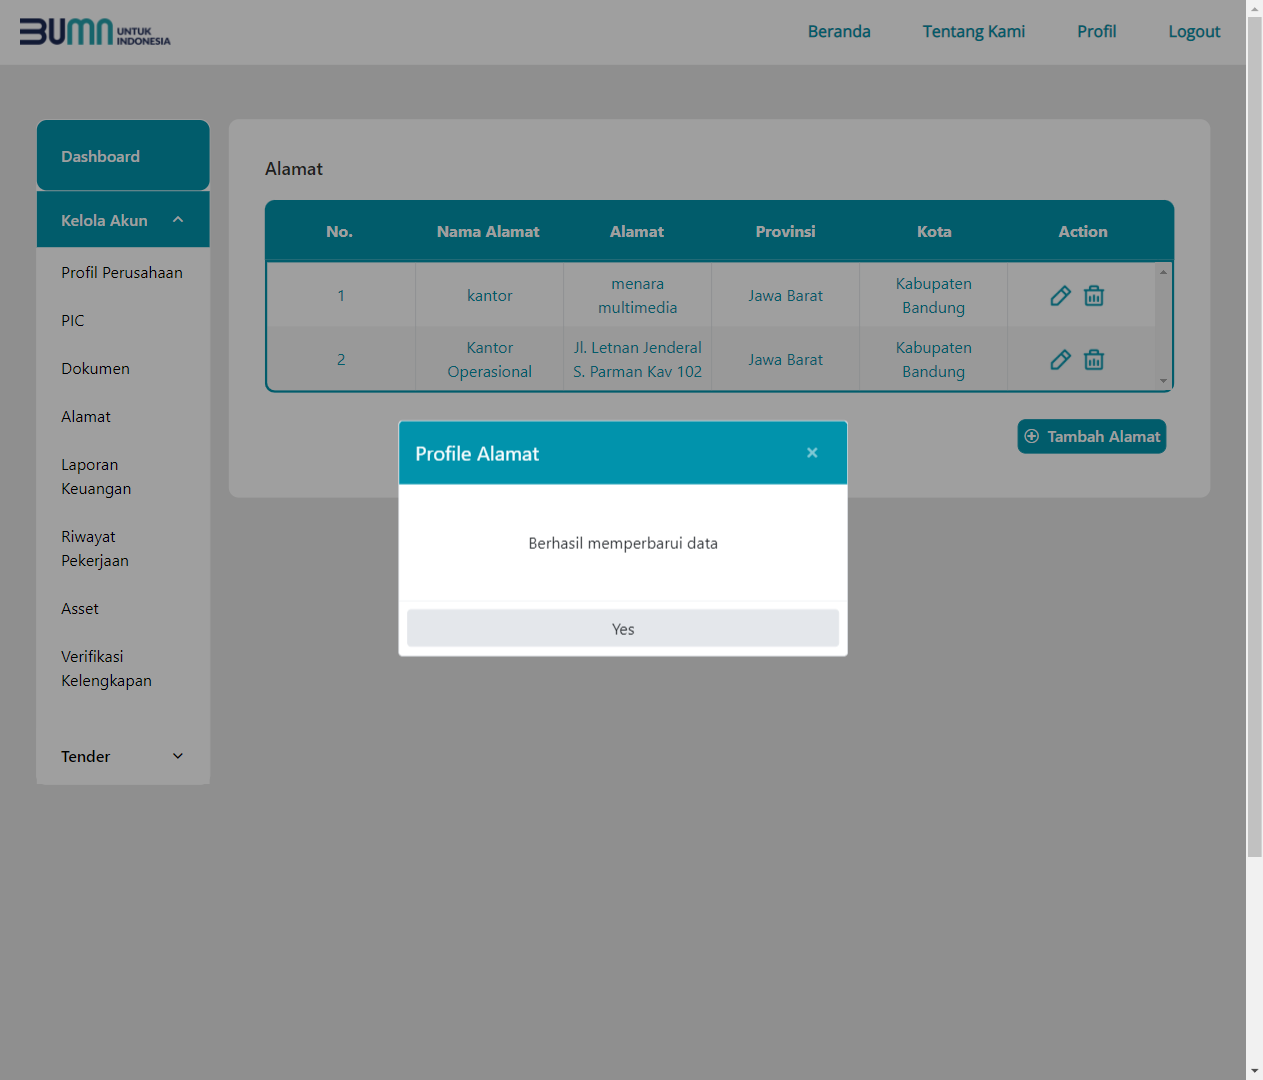 BUMN UNTUK INDONESIA
Beranda
Tentang Kami
Profil
Logout
Dashboard
Kelola Akun
Profil Perusahaan
PIC
Dokumen
Alamat
Laporan
Keuangan
Riwayat
Pekerjaan
Asset
Verifikasi
Kelengkapan
Tender
Alamat
No. Nama Alamat Alamat Provinsi Kota Action
1 kantor menara multimedia Jawa Barat Kabupaten Bandung
2 Kantor Operasional Jl. Letnan Jenderal S. Parman Kav 102 Jawa Barat Kabupaten Bandung
Tambah Alamat
Profile Alamat ×
Berhasil memperbarui data
Yes